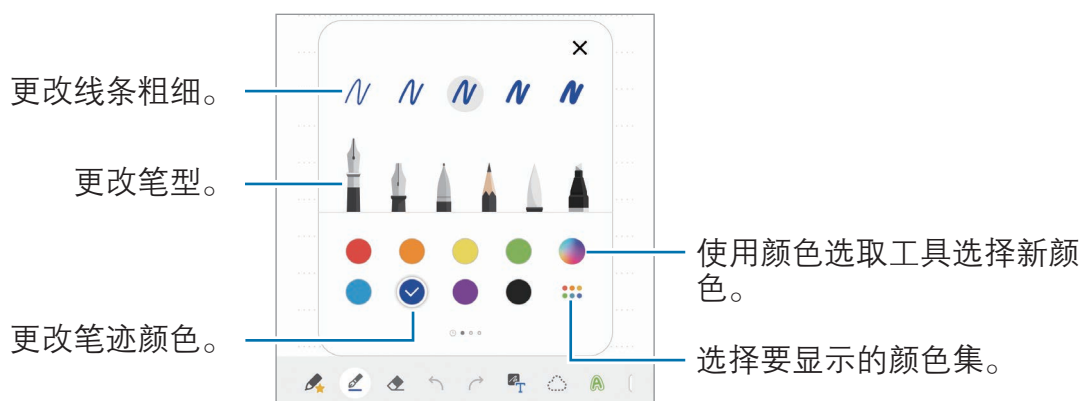 更改线条粗细。
更改笔型。
使用颜色选取工具选择新颜
色。
更改笔迹颜色。
选择要显示的颜色集。